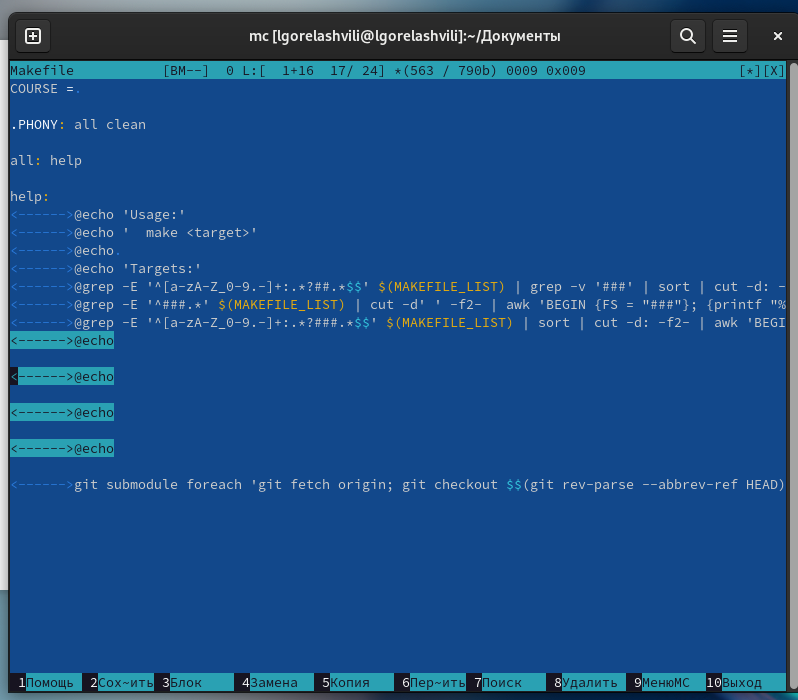 mc [lgorelashvili@lgorelashvili]:~/Документы
Makefile [BM--] 0 L:[ 1+16 17/ 24] *(563 / 790b) 0009 0x009 [*][X]
COURSE =.
.PHONY: all clean
all: help
help:
<------>@echo 'Usage:'
<------>@echo '  make <target>'
<------>@echo.
<------>@echo 'Targets:'
<------>@grep -E '^[a-zA-Z_0-9.-]+:.*?##.*$$' $(MAKEFILE_LIST) | grep -v '###' | sort | cut -d: -
<------>@grep -E '^###.*' $(MAKEFILE_LIST) | cut -d' ' -f2- | awk 'BEGIN {FS = "###"}; {printf "%
<------>@grep -E '^[a-zA-Z_0-9.-]+:.*?###.*$$' $(MAKEFILE_LIST) | sort | cut -d: -f2- | awk 'BEGI
<------>@echo
<------>@echo
<------>@echo
<------>@echo
<------>git submodule foreach 'git fetch origin; git checkout $$(git rev-parse --abbrev-ref HEAD)
1Помощь 2Сох~ить 3Блок 4Замена 5Копия 6Пер~ить 7Поиск 8Удалить 9МенюMC 10Выход